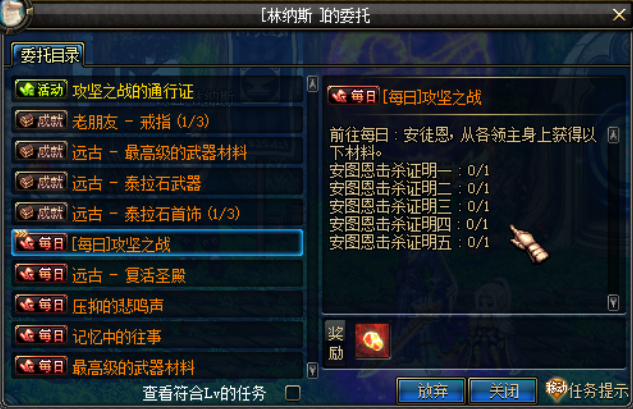 [林纳斯 ]的委托
委托目录
活动 攻坚之战的通行证
成就 老朋友 - 戒指 (1/3)
成就 远古 - 最高级的武器材料
成就 远古 - 泰拉石武器
成就 远古 - 泰拉石首饰 (1/3)
每日 [每日]攻坚之战
每日 远古 - 复活圣殿
每日 压抑的悲鸣声
每日 记忆中的往事
每日 最高级的武器材料
查看符合Lv的任务
每日 [每日]攻坚之战
前往每日：安徒恩, 从各领主身上获得以
下材料。
安图恩击杀证明一 : 0/1
安图恩击杀证明二 : 0/1
安图恩击杀证明三 : 0/1
安图恩击杀证明四 : 0/1
安图恩击杀证明五 : 0/1
奖
励
放弃
关闭
移动 任务提示